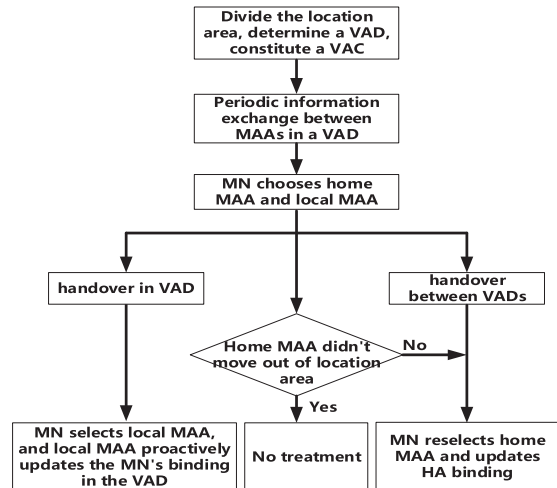 Divide the location
area, determine a VAD,
constitute a VAC
Periodic information
exchange between
MAAs in a VAD
MN chooses home
MAA and local MAA
handover in VAD
handover
between VADs
Home MAA didn't
move out of location
area
No
Yes
MN selects local MAA,
and local MAA proactively
updates the MN's binding
in the VAD
No treatment
MN reselects home
MAA and updates
HA binding